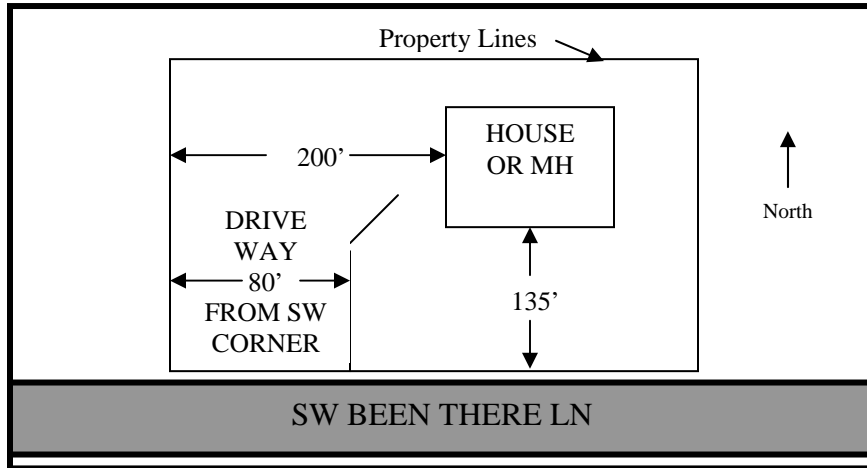 Property Lines
HOUSE
OR MH
200’
North
DRIVE
WAY
80’
FROM SW
CORNER
135’
SW BEEN THERE LN